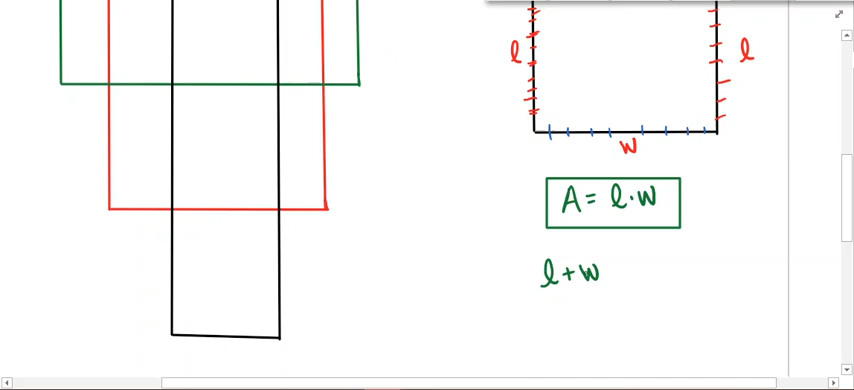 l l
w
A = l · w
l + w